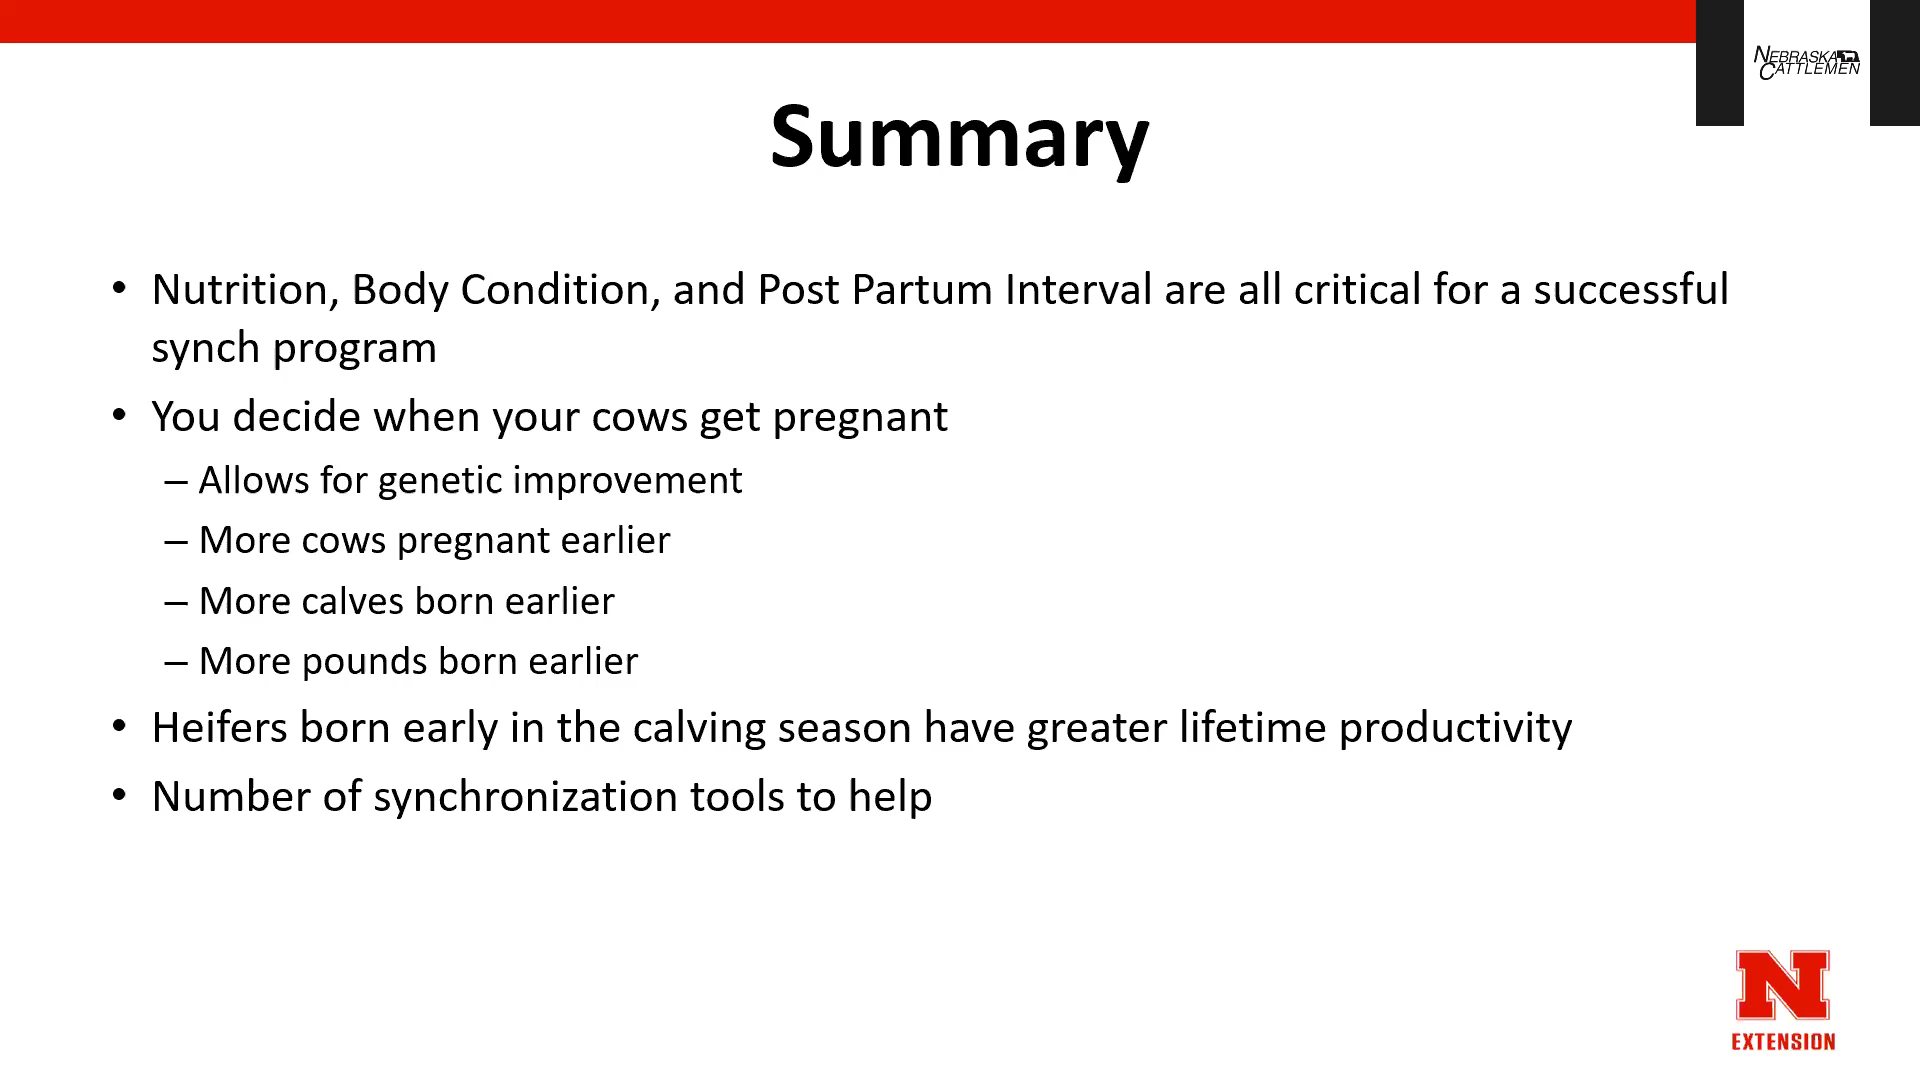 NEBRASKA
CATTLEMEN
Summary
• Nutrition, Body Condition, and Post Partum Interval are all critical for a successful
synch program
• You decide when your cows get pregnant
– Allows for genetic improvement
– More cows pregnant earlier
– More calves born earlier
– More pounds born earlier
• Heifers born early in the calving season have greater lifetime productivity
• Number of synchronization tools to help
N
EXTENSION